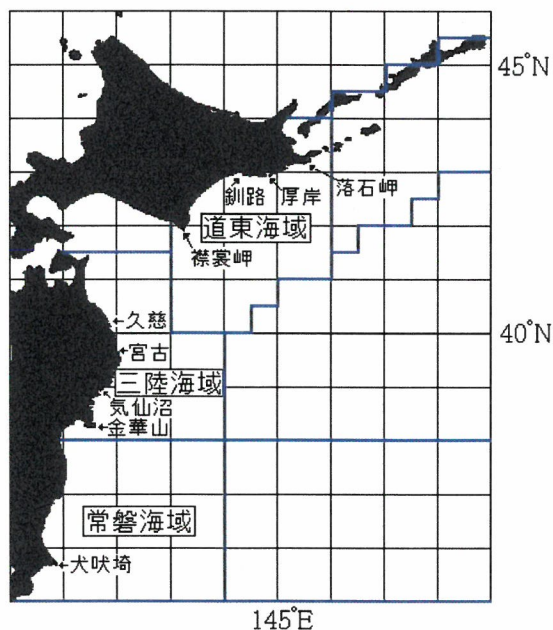 45°N
落石岬
釧路
厚岸
道東海域
襟裳岬
久慈
40°N
宮古
三陸海域
気仙沼
金華山
常磐海域
犬吠埼
145°E